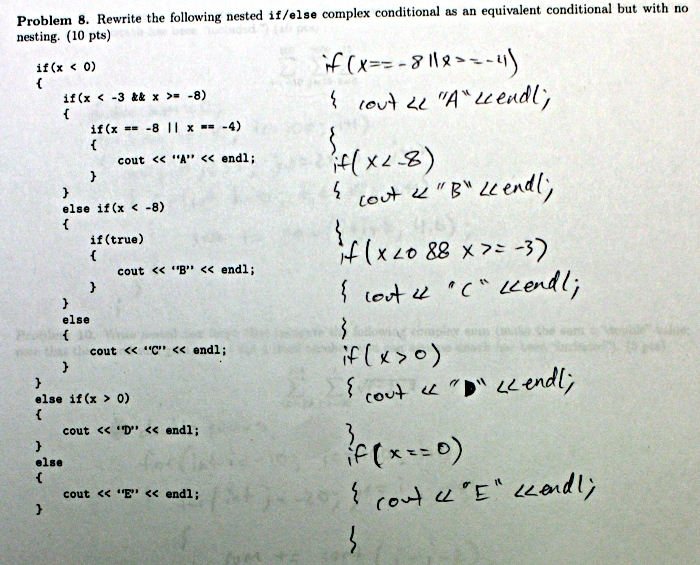 Problem 8. Rewrite the following nested if/else complex conditional as an equivalent conditional but with no
nesting. (10 pts)
if(x < 0)
{
if(x < -3 && x >= -8)
{
if(x == -8 || x == -4)
{
cout << "A" << endl;
}
}
else if(x < -8)
{
if(true)
{
cout << "B" << endl;
}
}
else
{
cout << "C" << endl;
}
}
else if(x > 0)
{
cout << "D" << endl;
}
else
{
cout << "E" << endl;
}
if(x== -8 || x==-4)
{ cout << "A" << endl;
}
if(x<-8)
{ cout << "B" << endl;
}
if(x<0 && x >= -3)
{ cout << "C" << endl;
}
if(x>0)
{ cout << "D" << endl;
}
if(x==0)
{ cout << "E" << endl;
}